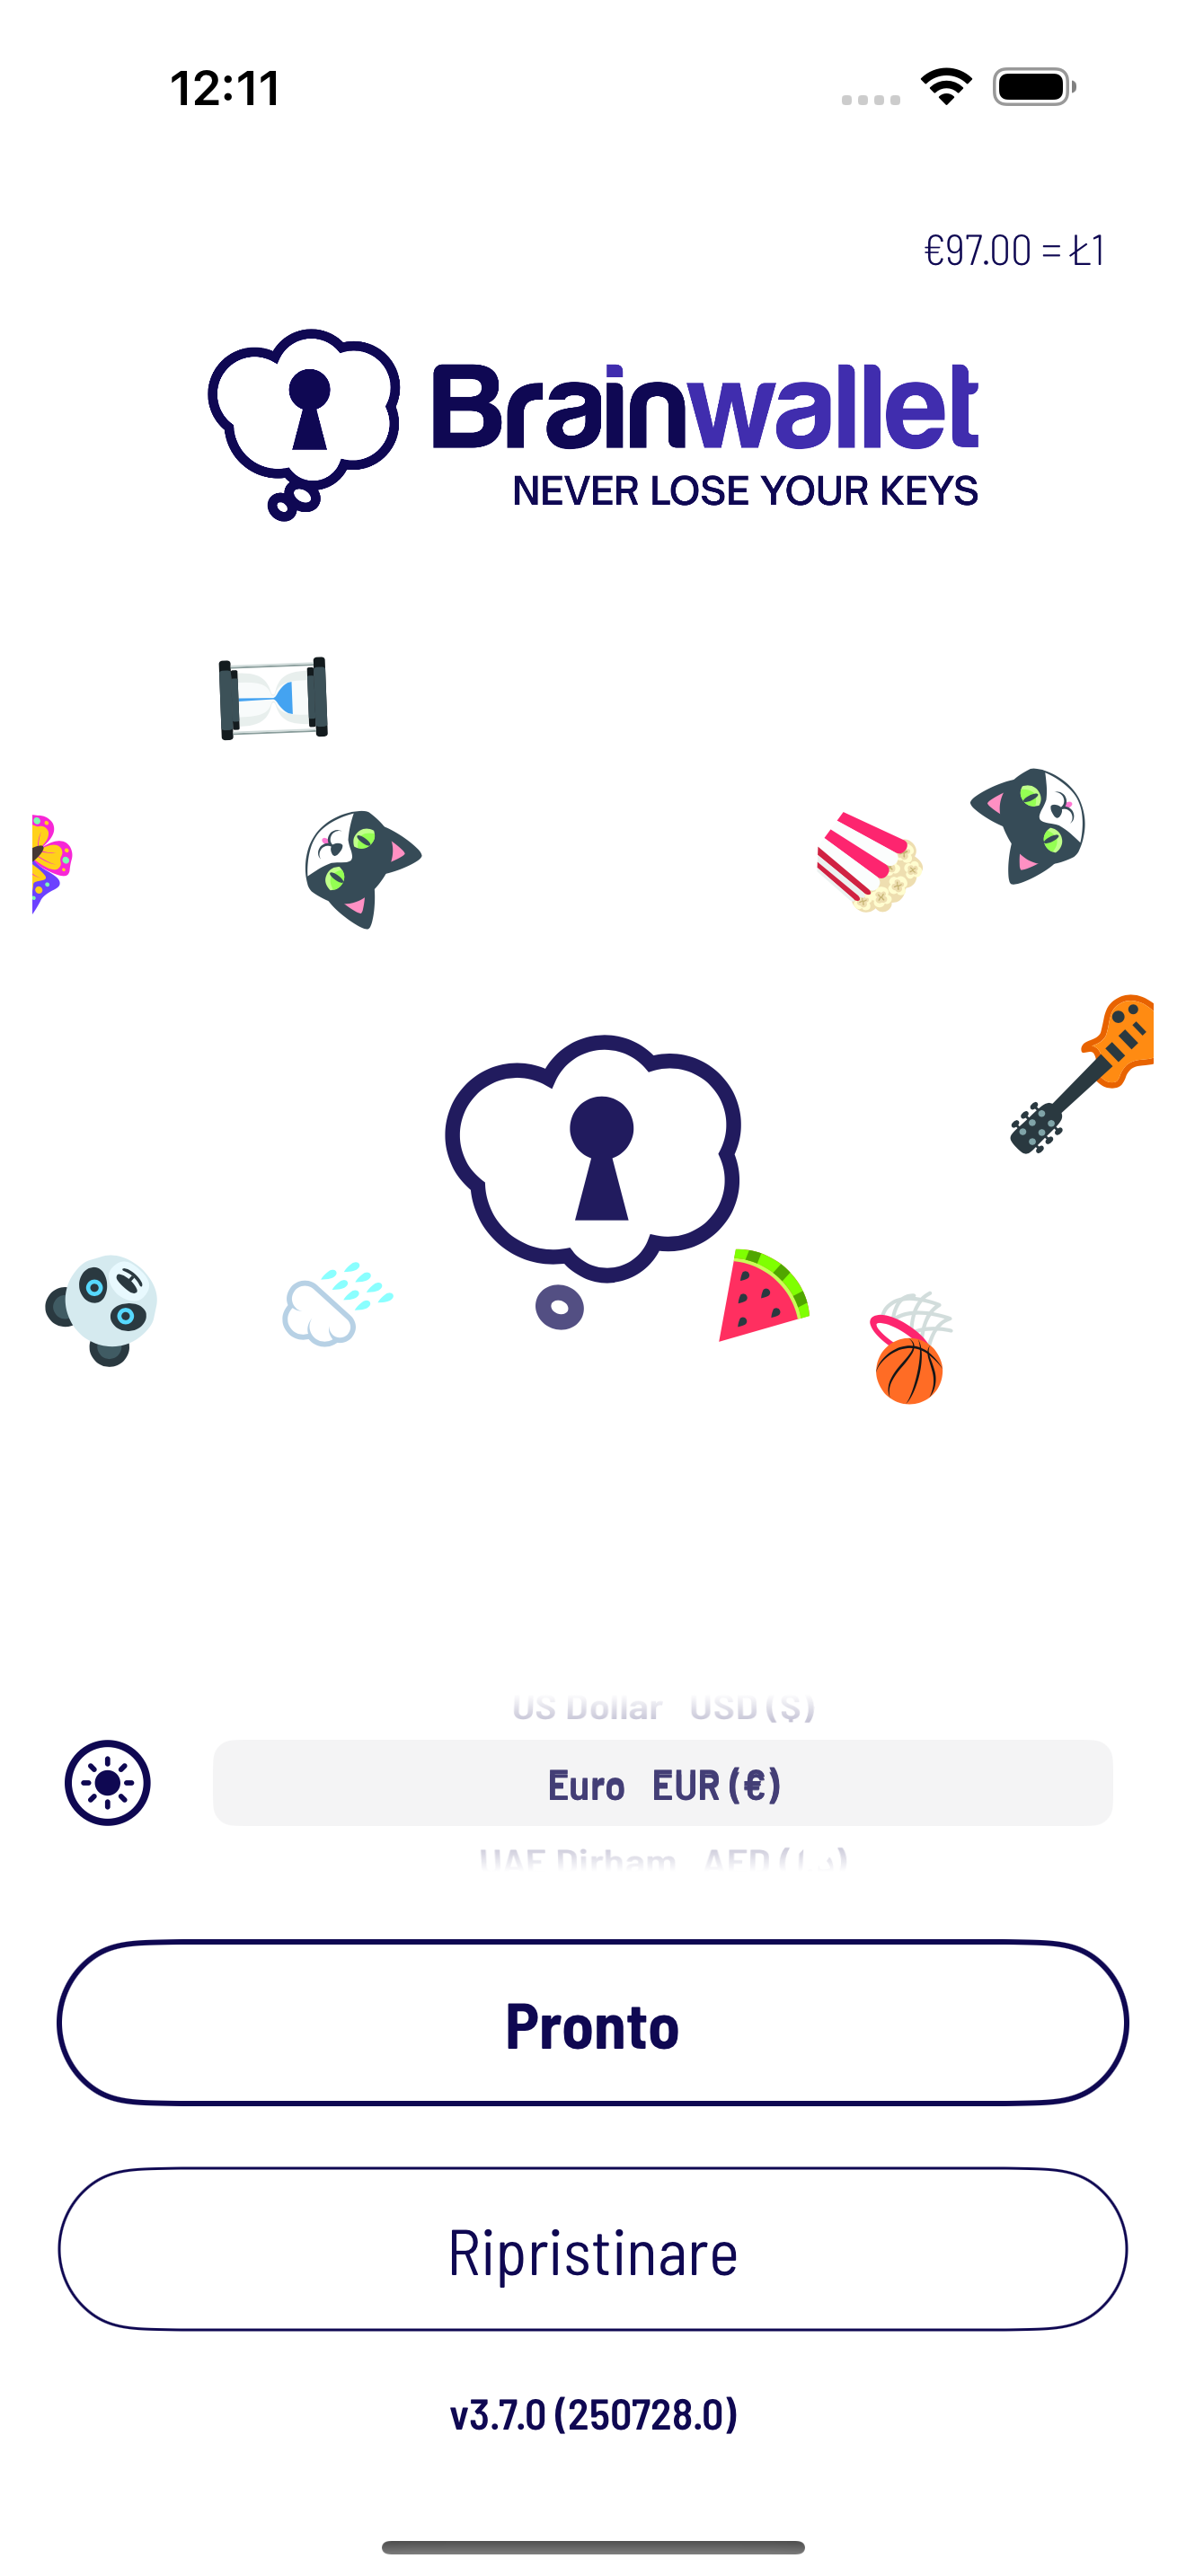 12:11
€97.00 = Ł1
Brainwallet
NEVER LOSE YOUR KEYS
US Dollar USD ($)
Euro EUR (€)
UAE Dirham AED
Pronto
Ripristinare
v3.7.0 (250728.0)